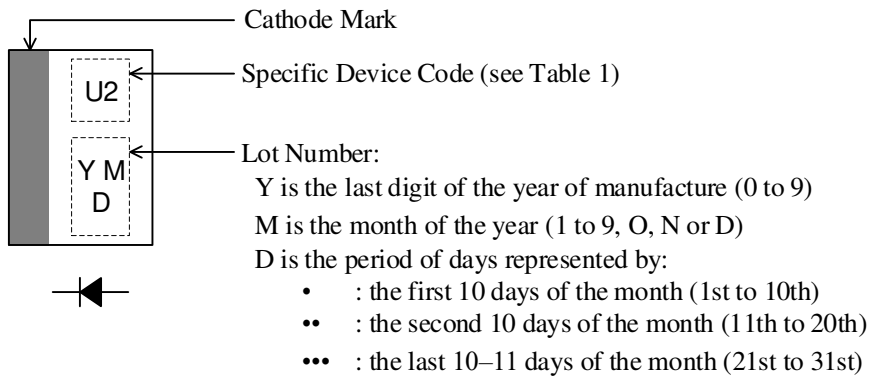 Cathode Mark
Specific Device Code (see Table 1)
U2
Lot Number:
Y M
D
Y is the last digit of the year of manufacture (0 to 9)
M is the month of the year (1 to 9, O, N or D)
D is the period of days represented by:
• : the first 10 days of the month (1st to 10th)
•• : the second 10 days of the month (11th to 20th)
••• : the last 10–11 days of the month (21st to 31st)